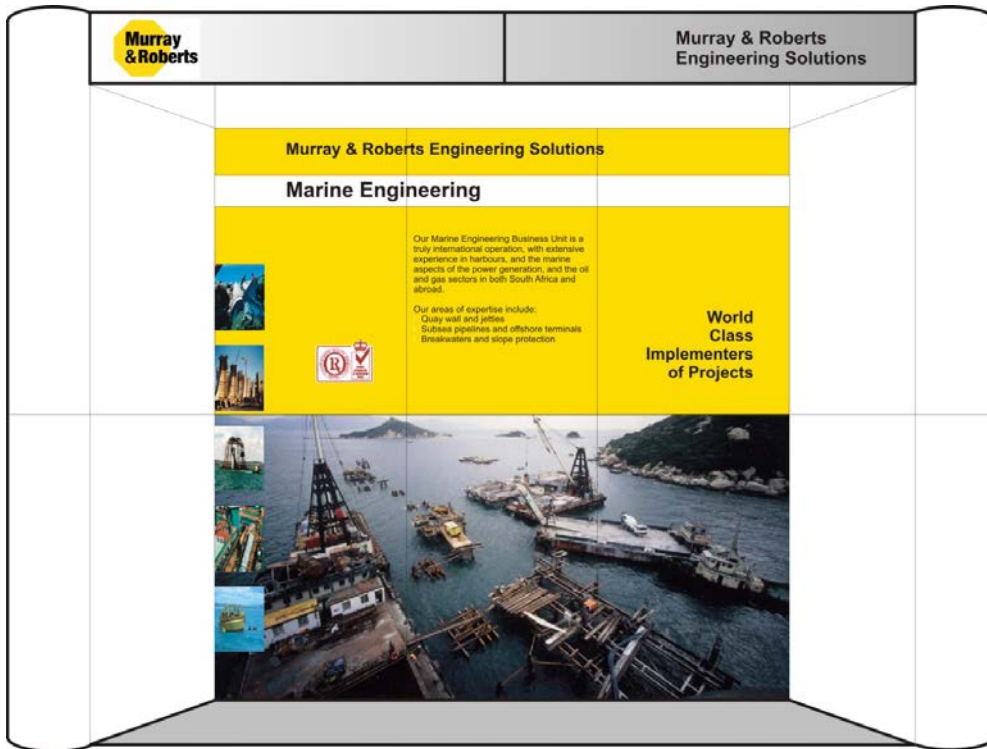 Murray
& Roberts
Murray & Roberts
Engineering Solutions
Murray & Roberts Engineering Solutions
Marine Engineering
Our Marine Engineering Business Unit is a
truly international operation, with extensive
experience in harbours, and the marine
aspects of the power generation, and the oil
and gas sectors in both South Africa and
abroad.
Our areas of expertise include:
Quay wall and jetties
Subsea pipelines and offshore terminals
Breakwaters and slope protection
World
Class
Implementers
of Projects
R